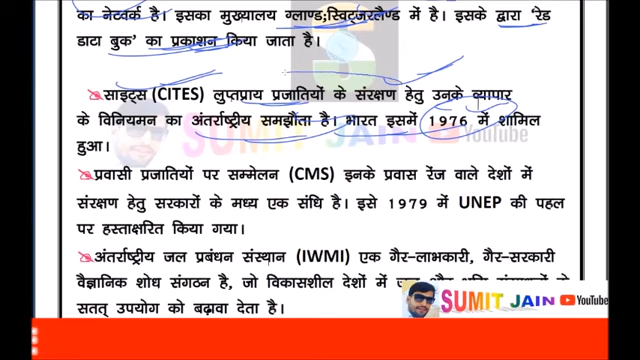 का नेटवर्क है। इसका मुख्यालय ग्लाण्ड;स्विट्जरलैण्ड में है। इसके द्वारा 'रेड
डाटा बुक' का प्रकाशन किया जाता है।
साइट्स (CITES) लुप्तप्राय प्रजातियों के संरक्षण हेतु उनके व्यापार
के विनियमन का अंतर्राष्ट्रीय समझौता है। भारत इसमें 1976 में शामिल
हुआ।
प्रवासी प्रजातियों पर सम्मेलन (CMS) इनके प्रवास रेंज वाले देशों में
संरक्षण हेतु सरकारों के मध्य एक संधि है। इसे 1979 में UNEP की पहल
पर हस्ताक्षरित किया गया।
अंतर्राष्ट्रीय जल प्रबंधन संस्थान (IWMI) एक गैर-लाभकारी, गैर-सरकारी
वैज्ञानिक शोध संगठन है, जो विकासशील देशों में
सतत् उपयोग को बढ़ावा देता है।
SUMIT JAIN YouTube
SUMIT JAIN YouTube